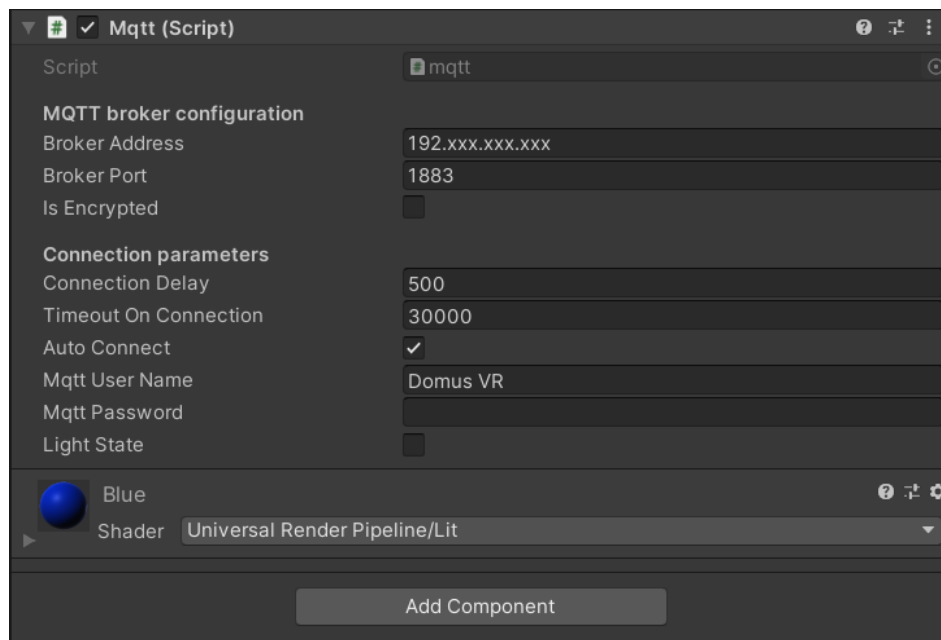 Mqtt (Script)
Script mqtt
MQTT broker configuration
Broker Address 192.xxx.xxx.xxx
Broker Port 1883
Is Encrypted
Connection parameters
Connection Delay 500
Timeout On Connection 30000
Auto Connect
Mqtt User Name Domus VR
Mqtt Password
Light State
Blue
Shader Universal Render Pipeline/Lit
Add Component